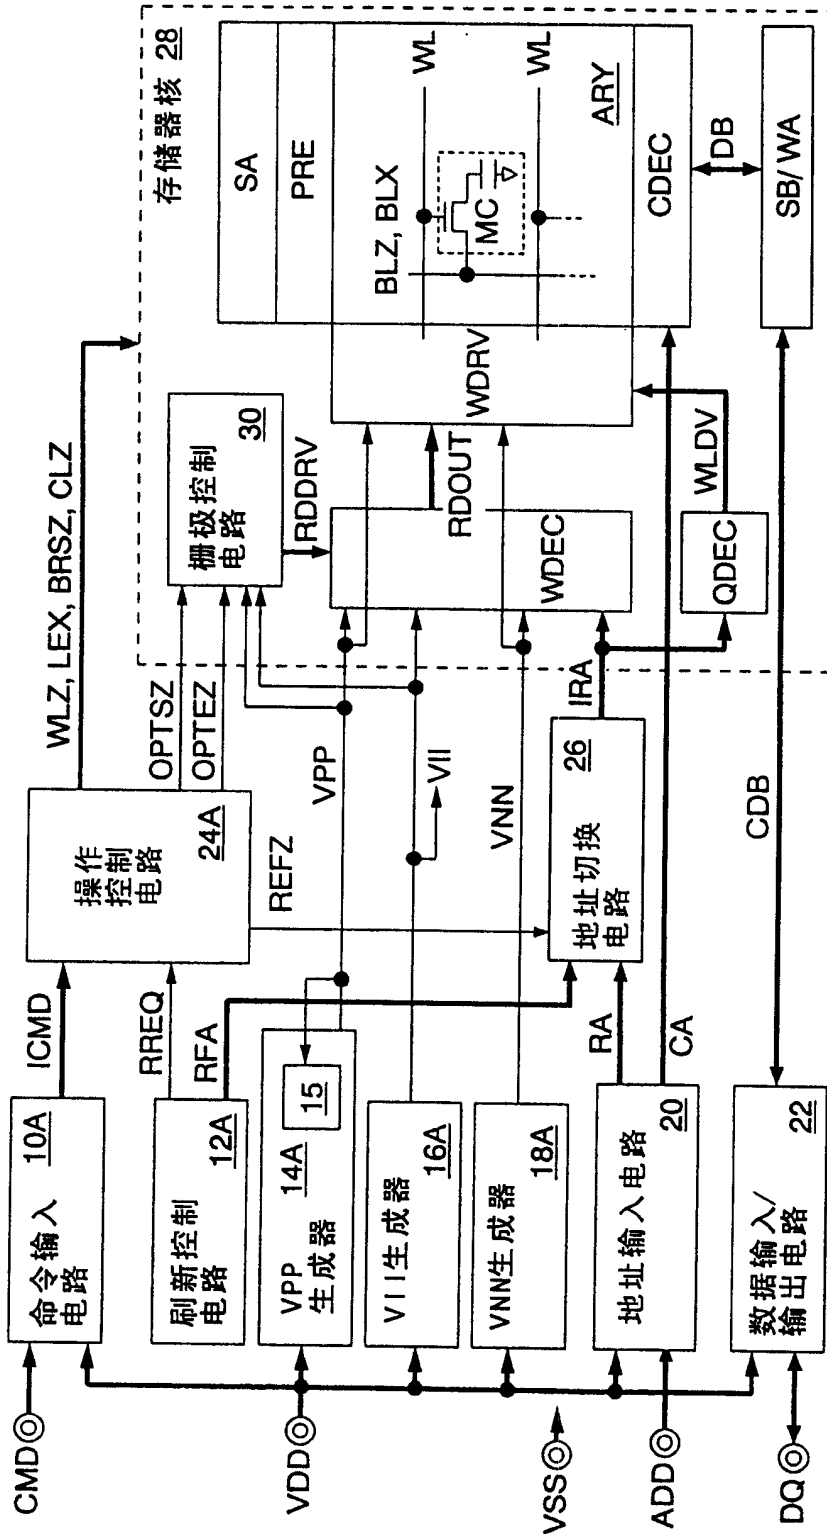 CMD
VDD
VSS
ADD
DQ
命令输入
电路
10A
刷新控制
电路
12A
VPP
生成器
14A
15
VII生成器
16A
VNN生成器
18A
地址输入电路
20
数据输入/
输出电路
22
ICMD
RREQ
RFA
RA
CA
操作
控制
电路
24A
REFZ
地址切换
电路
26
WLZ, LEX, BRSZ, CLZ
OPTSZ
OPTEZ
VPP
VII
VNN
IRA
CDB
存储器核 28
栅极控制
电路
30
RDDRV
WDEC
RDOUT
QDEC
WLDV
WDRV
SA
PRE
BLZ, BLX
WL
MC
WL
ARY
CDEC
DB
SB/WA